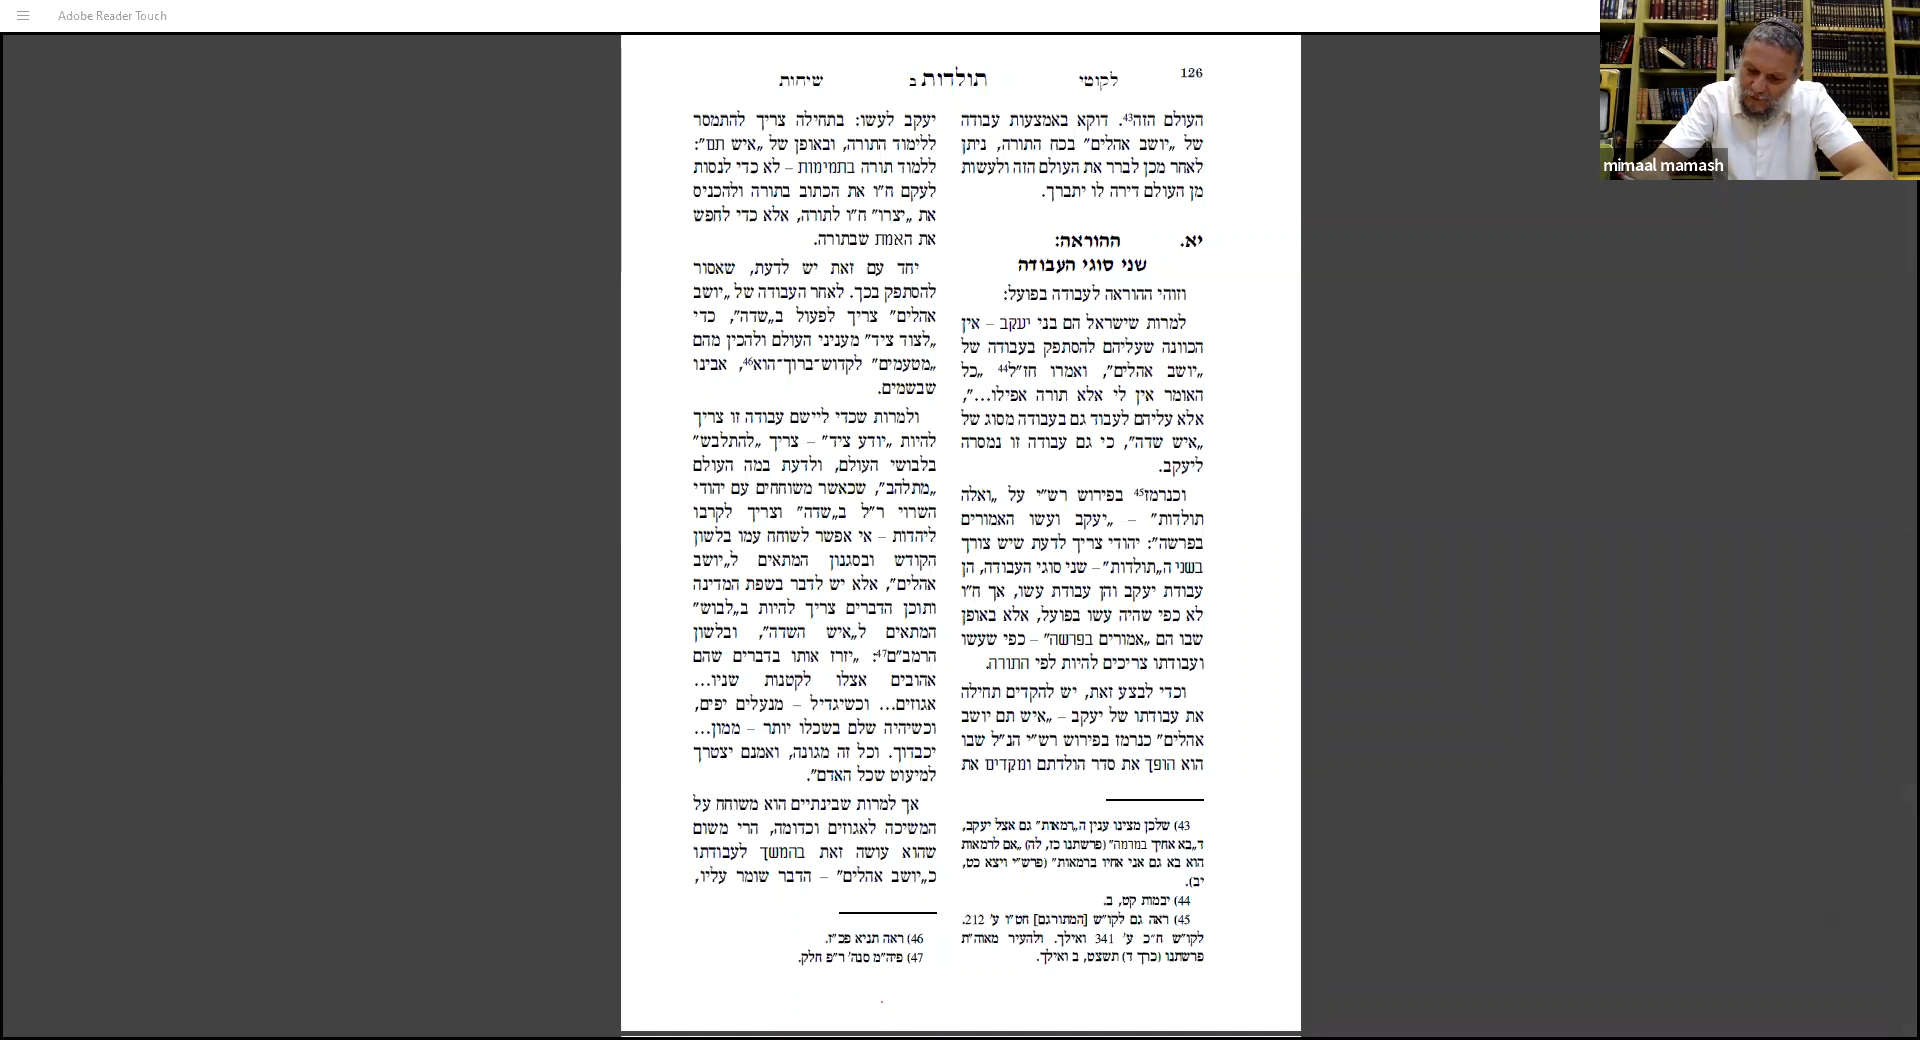 Adobe Reader Touch
mimaal mamash
126
לקוטי
תולדות ב
שיחות
העולם הזה43. דוקא באמצעות עבודה
של „יושב אהלים" בכח התורה, ניתן
לאחר מכן לברר את העולם הזה ולעשות
מן העולם דירה לו יתברך.
יא. ההוראה:
שני סוגי העבודה
וזוהי ההוראה לעבודה בפועל:
למרות שישראל הם בני יעקב – אין
הכוונה שעליהם להסתפק בעבודה של
„יושב אהלים", ואמרו חז"ל44 „כל
האומר אין לי אלא תורה אפילו...",
אלא עליהם לעבוד גם בעבודה מסוג של
„איש שדה", כי גם עבודה זו נמסרה
ליעקב.
וכנרמז45 בפירוש רש"י על „ואלה
תולדות" – „יעקב ועשו האמורים
בפרשה": יהודי צריך לדעת שיש צורך
בשני ה„תולדות" – שני סוגי העבודה, הן
עבודת יעקב והן עבודת עשו, אך ח"ו
לא כפי שהיה עשו בפועל, אלא באופן
שבו הם „אמורים בפרשה" – כפי שעשו
ועבודתו צריכים להיות לפי התורה.
וכדי לבצע זאת, יש להקדים תחילה
את עבודתו של יעקב – „איש תם יושב
אהלים" כנרמז בפירוש רש"י הנ"ל שבו
הוא הופך את סדר הולדתם ומקדים את
43) שלכן מצינו ענין ה„רמאות" גם אצל יעקב,
ד„בא אחיך במרמה" (פרשתנו כז, לה) „אם לרמאות
הוא בא גם אני אחיו ברמאות" (פרש"י ויצא כט,
יב).
44) יבמות קט, ב.
45) ראה גם לקו"ש [המתורגם] חט"ו ע' 212.
לקו"ש ח"כ ע' 341 ואילך. ולהעיר מאוה"ת
פרשתנו (כרך ד) תשצט, ב ואילך.
יעקב לעשו: בתחילה צריך להתמסר
ללימוד התורה, ובאופן של „איש תם":
ללמוד תורה בתמימות – לא כדי לנסות
לעקם ח"ו את הכתוב בתורה ולהכניס
את „יצרו" ח"ו לתורה, אלא כדי לחפש
את האמת שבתורה.
יחד עם זאת יש לדעת, שאסור
להסתפק בכך. לאחר העבודה של „יושב
אהלים" צריך לפעול ב„שדה", כדי
„לצוד ציד" מעניני העולם ולהכין מהם
„מטעמים" לקדוש־ברוך־הוא46, אבינו
שבשמים.
ולמרות שכדי ליישם עבודה זו צריך
להיות „יודע ציד" – צריך „להתלבש"
בלבושי העולם, ולדעת במה העולם
„מתלהב", שכאשר משוחחים עם יהודי
השרוי ר"ל ב„שדה" וצריך לקרבו
ליהדות – אי אפשר לשוחח עמו בלשון
הקודש ובסגנון המתאים ל„יושב
אהלים", אלא יש לדבר בשפת המדינה
ותוכן הדברים צריך להיות ב„לבוש"
המתאים ל„איש השדה", ובלשון
הרמב"ם47: „יזרז אותו בדברים שהם
אהובים אצלו לקטנות שניו...
אגוזים... וכשיגדיל – מנעלים יפים,
וכשיהיה שלם בשכלו יותר – ממון...
יכבדוך. וכל זה מגונה, ואמנם יצטרך
למיעוט שכל האדם".
אך למרות שבינתיים הוא משוחח על
המשיכה לאגוזים וכדומה, הרי משום
שהוא עושה זאת בהמשך לעבודתו
כ„יושב אהלים" – הדבר שומר עליו,
46) ראה תניא פכ"ז.
47) פיה"מ סנה' ר"פ חלק.